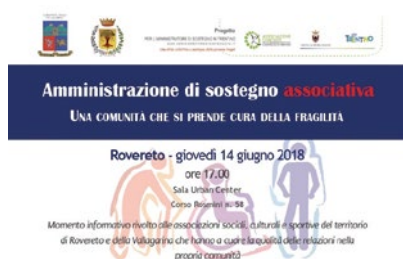 Progetto
Amministrazione di sostegno associativa
UNA COMUNITÀ CHE SI PRENDE CURA DELLA FRAGILITÀ
Rovereto - giovedì 14 giugno 2018
ore 17.00
Sala Urban Center
Corso Rosmini n. 58
Momento informativo rivolto alle associazioni sociali, culturali e sportive del territorio
di Rovereto e della Vallagarina che hanno a cuore la qualità delle relazioni nella
propria comunità